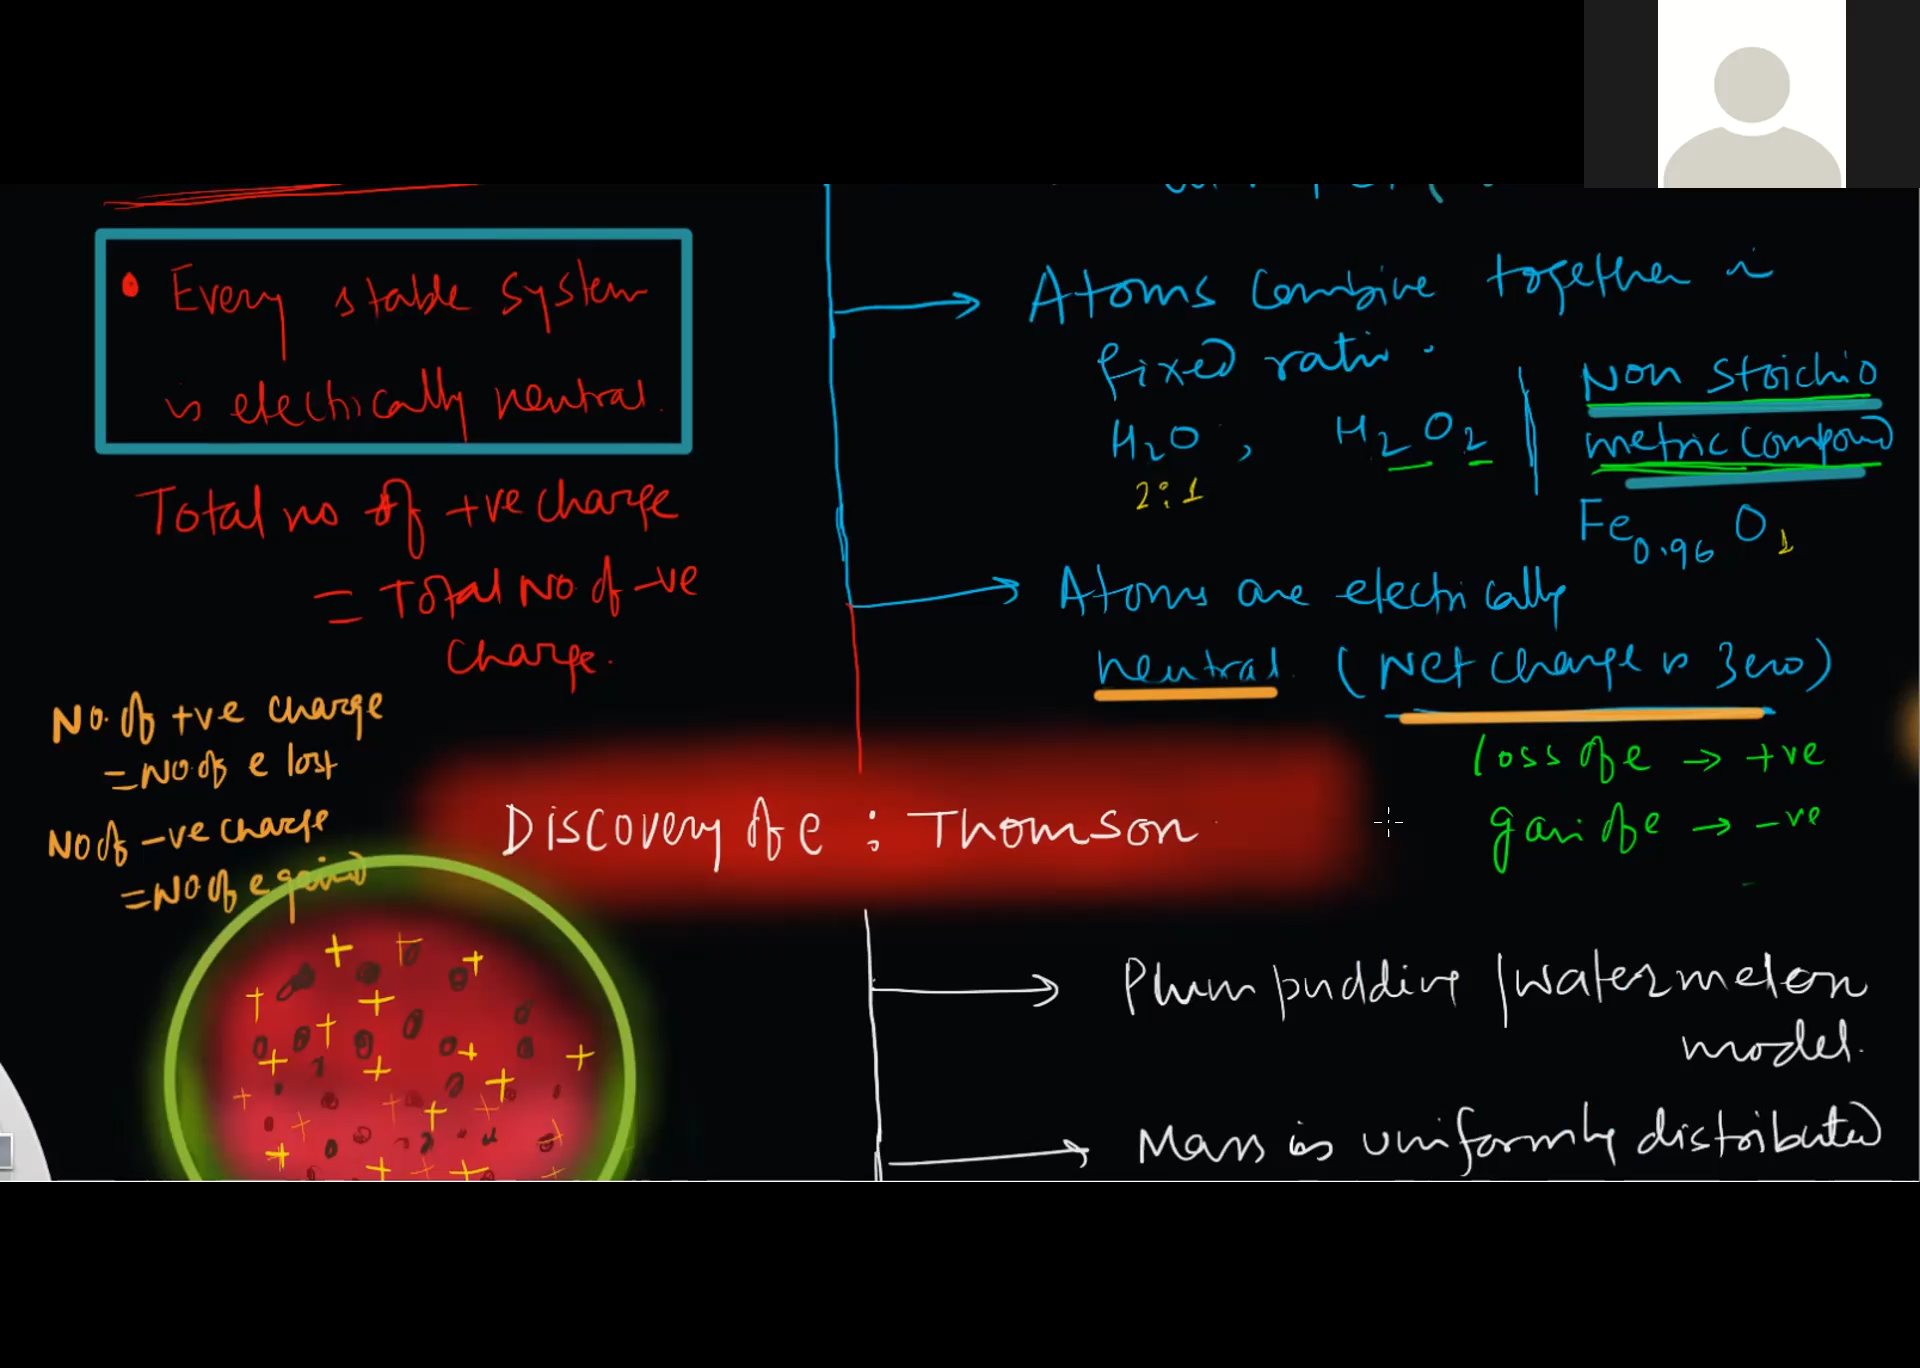 • Every stable system
is electrically neutral.
Total no of +ve charge
= Total No of -ve
charge.
No. of +ve charge
= No. of e lost
No of -ve charge
= No of e gained
Atoms combine together in
fixed ratio.
H2O , H2O2
2:1
Non Stoichio
metric compound
Fe0.96 O1
Atoms are electrically
neutral. (Net charge is zero)
loss of e → +ve
gain of e → -ve
Discovery of e : Thomson
Plum pudding / watermelon
model.
Mass is uniformly distributed